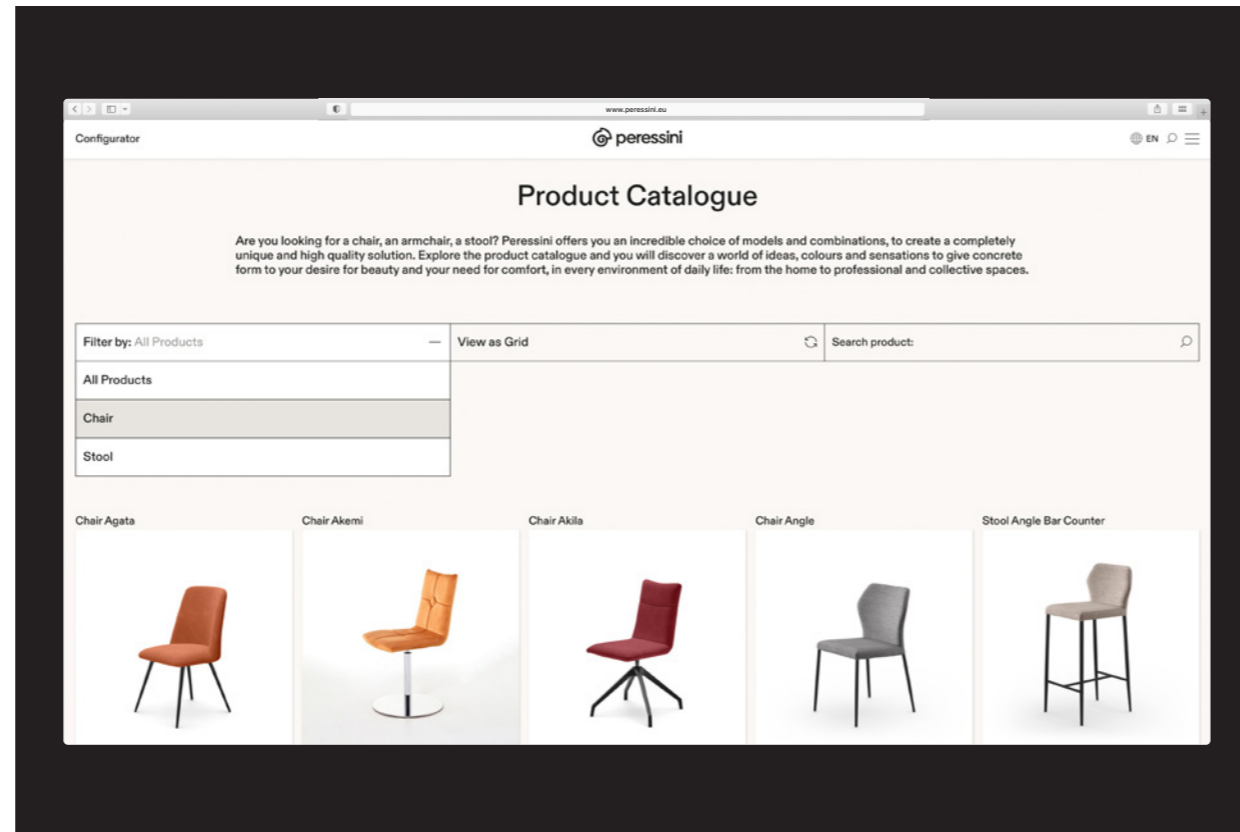 www.peressini.eu
Configurator
peressini
EN
Product Catalogue
Are you looking for a chair, an armchair, a stool? Peressini offers you an incredible choice of models and combinations, to create a completely
unique and high quality solution. Explore the product catalogue and you will discover a world of ideas, colours and sensations to give concrete
form to your desire for beauty and your need for comfort, in every environment of daily life: from the home to professional and collective spaces.
Filter by: All Products
View as Grid
Search product:
All Products
Chair
Stool
Chair Agata
Chair Akemi
Chair Akila
Chair Angle
Stool Angle Bar Counter